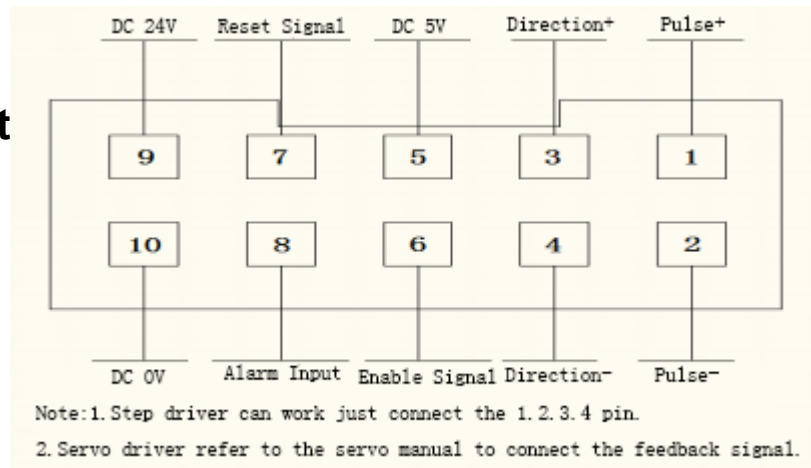 DC 24V Reset Signal DC 5V Direction+ Pulse+
t
9 7 5 3 1
10 8 6 4 2
DC 0V Alarm Input Enable Signal Direction- Pulse-
Note:1.Step driver can work just connect the 1.2.3.4 pin.
2.Servo driver refer to the servo manual to connect the feedback signal.